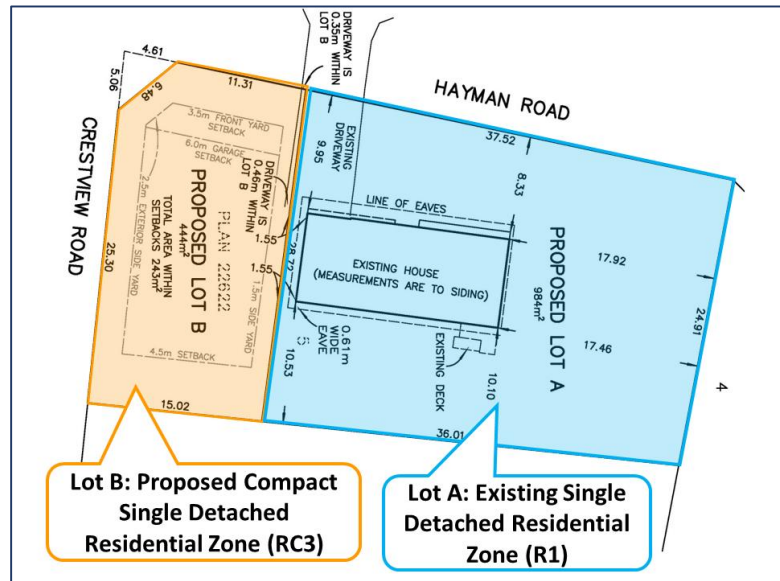 4.61
5.06
6.48
11.31
DRIVEWAY IS
0.35m WITHIN
LOT B
HAYMAN ROAD
37.52
CRESTVIEW ROAD
25.30
3.5m FRONT YARD
SETBACK
6.0m GARAGE
SETBACK
2.5m EXTERIOR SIDE YARD
DRIVEWAY IS
0.46m WITHIN
LOT B
PLAN 22622
PROPOSED LOT B
444m²
TOTAL AREA WITHIN
SETBACKS 243m²
1.5m SIDE YARD
4.5m SETBACK
15.02
1.55
1.55
28.72
EXISTING
DRIVEWAY
9.95
8.33
LINE OF EAVES
EXISTING HOUSE
(MEASUREMENTS ARE TO SIDING)
0.61m
WIDE
EAVE
5
10.53
EXISTING DECK
10.10
PROPOSED LOT A
984m²
17.92
17.46
24.91
4
36.01
Lot B: Proposed Compact
Single Detached
Residential Zone (RC3)
Lot A: Existing Single
Detached Residential
Zone (R1)